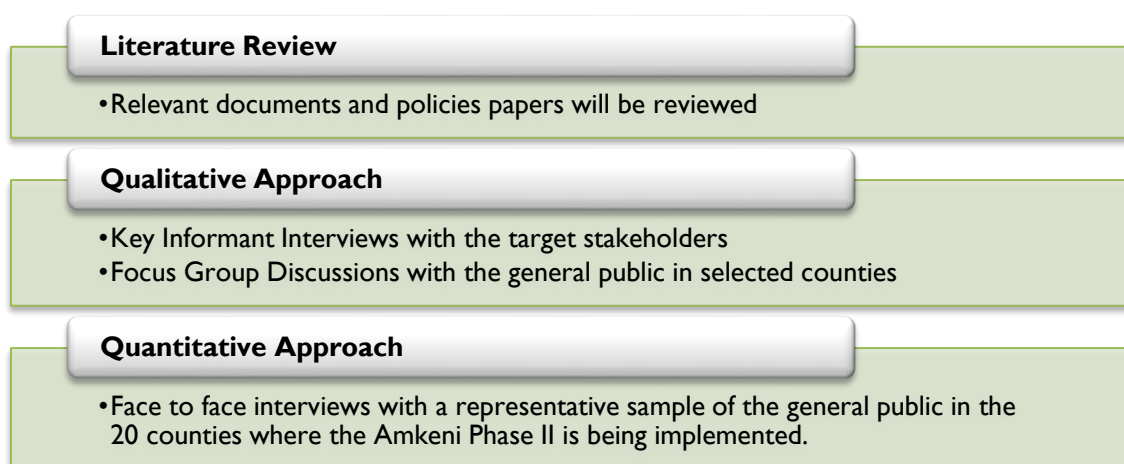 Literature Review
•Relevant documents and policies papers will be reviewed
Qualitative Approach
•Key Informant Interviews with the target stakeholders
•Focus Group Discussions with the general public in selected counties
Quantitative Approach
•Face to face interviews with a representative sample of the general public in the
20 counties where the Amkeni Phase II is being implemented.